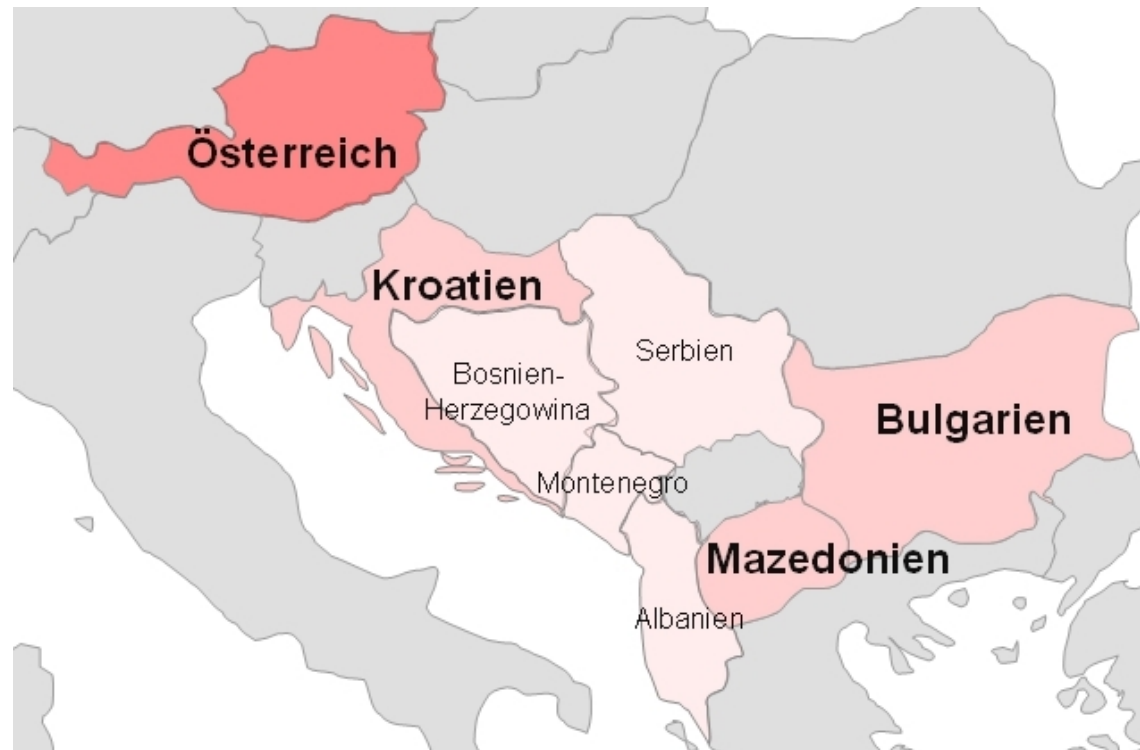 Österreich
Kroatien
Serbien
Bosnien-
Herzegowina
Bulgarien
Montenegro
Mazedonien
Albanien